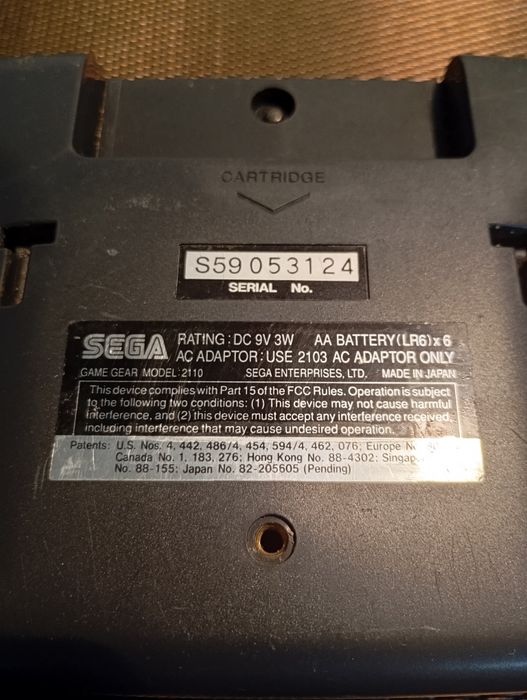 CARTRIDGE
S59 053124
SERIAL No.
SEGA
RATING: DC 9V 3W AA BATTERY(LR6)x6
AC ADAPTOR: USE 2103 AC ADAPTOR ONLY
GAME GEAR MODEL 2110 SEGA ENTERPRISES, LTD. MADE IN JAPAN
This device complies with Part 15 of the FCC Rules. Operation is subject
to the following two conditions: (1) This device may not cause harmful
interference, and (2) this device must accept any interference received,
including interference that may cause undesired operation.
Patents: U.S. Nos. 4, 442, 486/4, 454, 594/4, 462, 076; Europe
Canada No. 1, 183, 276; Hong Kong No. 88-4302;
No. 88-155; Japan No. 82-205605 (Pending)